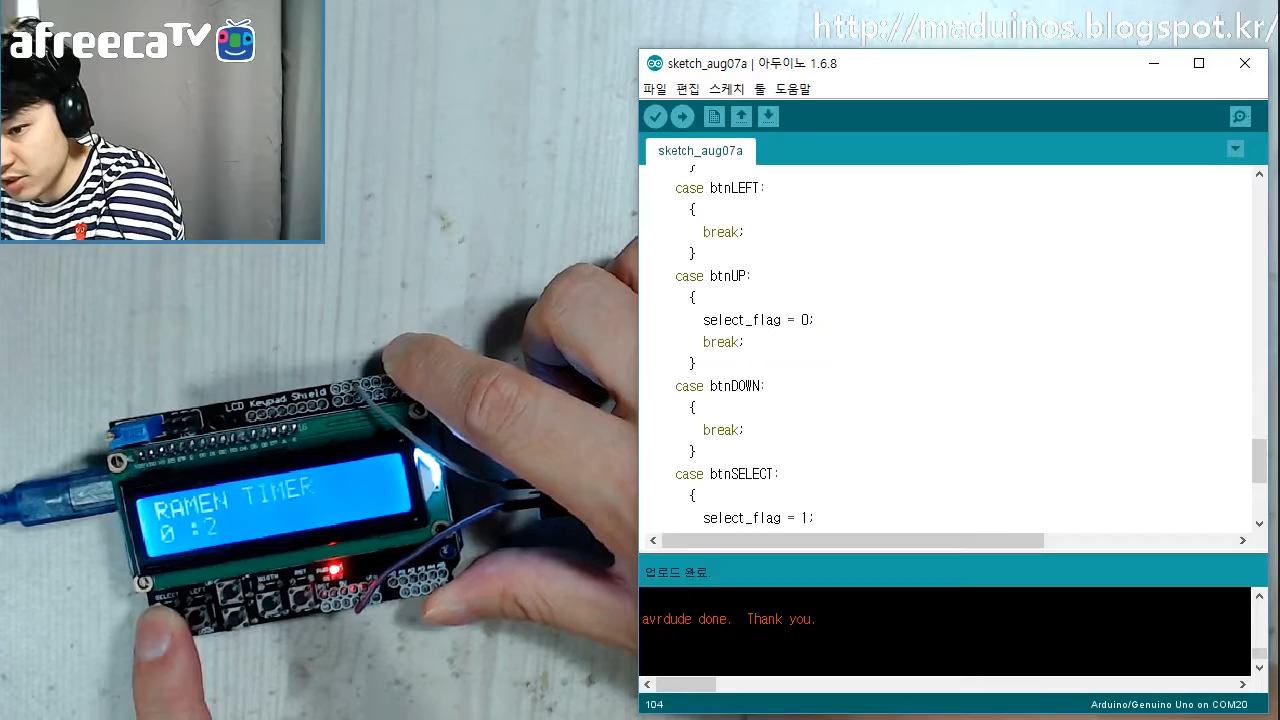 afreecaTV
http://maduinos.blogspot.kr/
sketch_aug07a | 아두이노 1.6.8
파일 편집 스케치 툴 도움말
sketch_aug07a
}
case btnLEFT:
{
break;
}
case btnUP:
{
select_flag = 0;
break;
}
case btnDOWN:
{
break;
}
case btnSELECT:
{
select_flag = 1;
업로드 완료.
avrdude done.  Thank you.
104
Arduino/Genuino Uno on COM20
LCD Keypad Shield
RAMEN TIMER
0 :2
SELECT
LEFT
RST